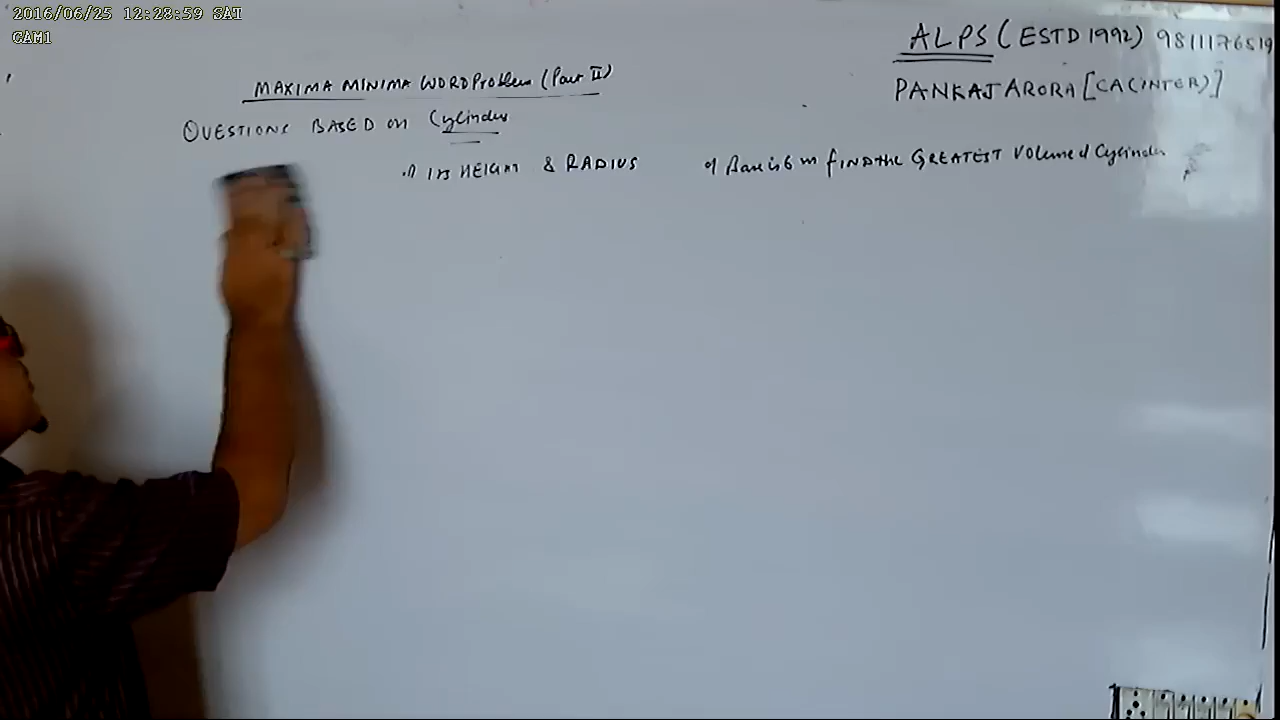 2016/06/25 12:28:59 SAT
CAM1
ALPS (ESTD 1992) 9811176519
PANKAJ ARORA [CA(INTER)]
MAXIMA MINIMA WORD Problem (Part II)
QUESTIONS BASED ON Cylinder
of its HEIGHT & RADIUS of Base is 6 m FIND the GREATEST Volume of Cylinder